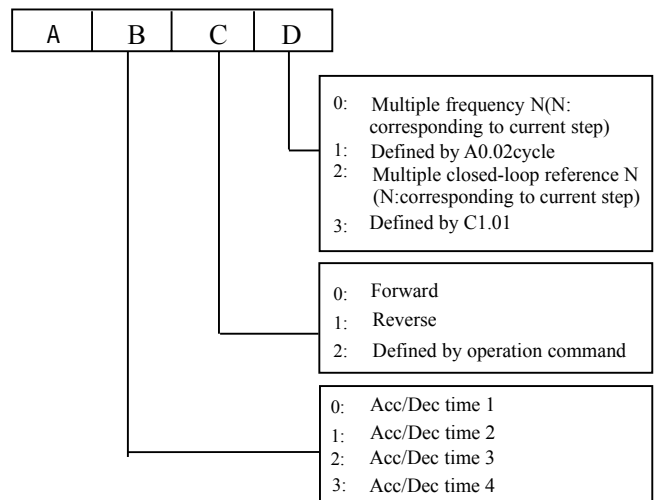 A B C D
0: Multiple frequency N(N:
corresponding to current step)
1: Defined by A0.02cycle
2: Multiple closed-loop reference N
(N:corresponding to current step)
3: Defined by C1.01
0: Forward
1: Reverse
2: Defined by operation command
0: Acc/Dec time 1
1: Acc/Dec time 2
2: Acc/Dec time 3
3: Acc/Dec time 4